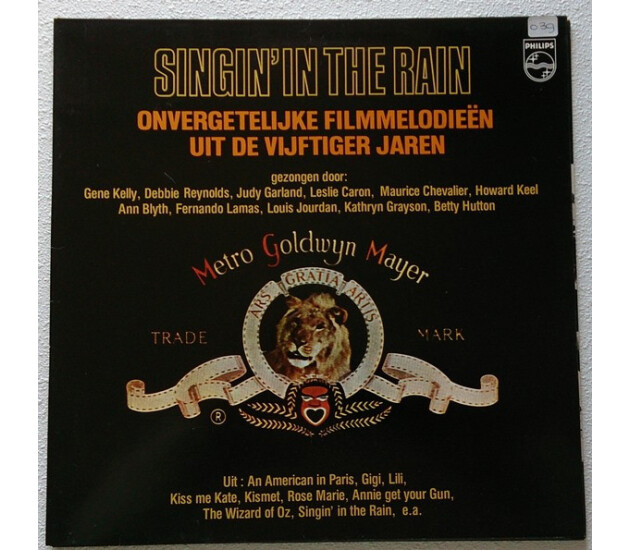 039
PHILIPS
SINGIN' IN THE RAIN
ONVERGETELIJKE FILMMELODIEËN
UIT DE VIJFTIGER JAREN
gezongen door:
Gene Kelly, Debbie Reynolds, Judy Garland, Leslie Caron, Maurice Chevalier, Howard Keel
Ann Blyth, Fernando Lamas, Louis Jourdan, Kathryn Grayson, Betty Hutton
Metro Goldwyn Mayer
ARS GRATIA ARTIS
TRADE MARK
®
Uit : An American in Paris, Gigi, Lili,
Kiss me Kate, Kismet, Rose Marie, Annie get your Gun,
The Wizard of Oz, Singin' in the Rain, e.a.